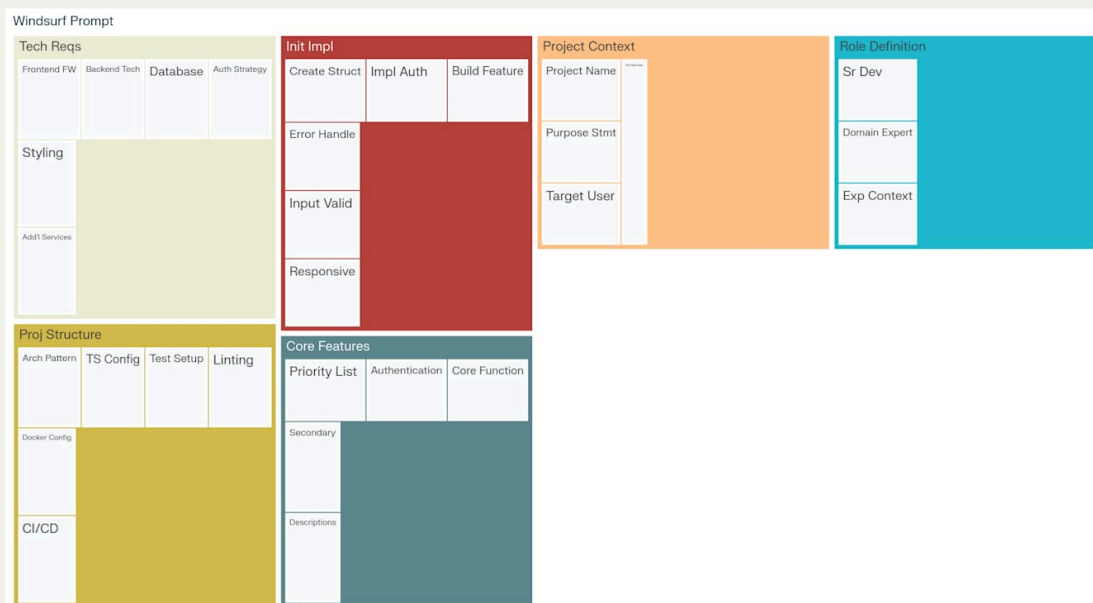 Windsurf Prompt
Tech Reqs
Frontend FW
Backend Tech
Database
Auth Strategy
Styling
Add'l Services
Init Impl
Create Struct
Impl Auth
Build Feature
Error Handle
Input Valid
Responsive
Project Context
Project Name
Purpose Stmt
Target User
Role Definition
Sr Dev
Domain Expert
Exp Context
Proj Structure
Arch Pattern
TS Config
Test Setup
Linting
Docker Config
CI/CD
Core Features
Priority List
Authentication
Core Function
Secondary
Descriptions